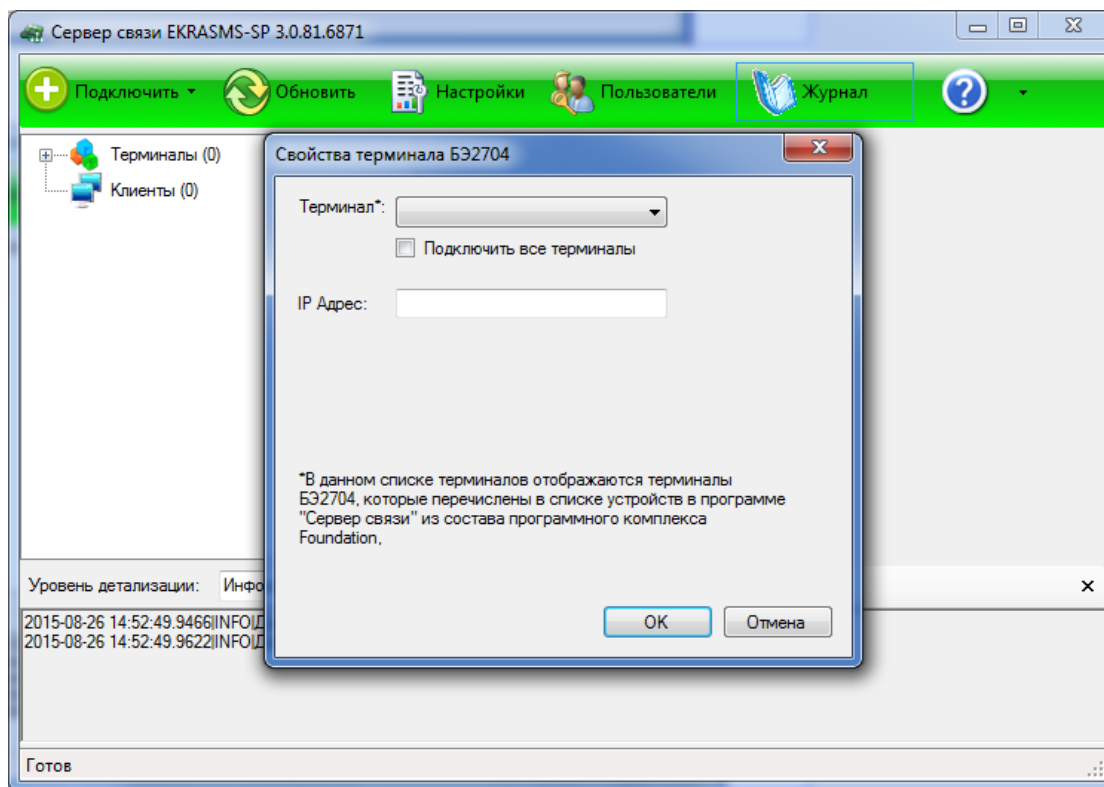 Сервер связи EKRASMS-SP 3.0.81.6871
Подключить Обновить Настройки Пользователи Журнал
Терминалы (0)
Клиенты (0)
Свойства терминала БЭ2704
Терминал*:
Подключить все терминалы
IP Адрес:
*В данном списке терминалов отображаются терминалы
БЭ2704, которые перечислены в списке устройств в программе
"Сервер связи" из состава программного комплекса
Foundation,
OK Отмена
Уровень детализации: Инфо
2015-08-26 14:52:49.9466|INFO|Д
2015-08-26 14:52:49.9622|INFO|Д
Готов